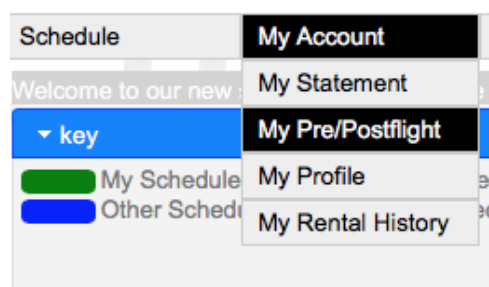 Schedule My Account
Welcome to our new My Statement
key My Pre/Postflight
My Schedule My Profile
Other My Rental History